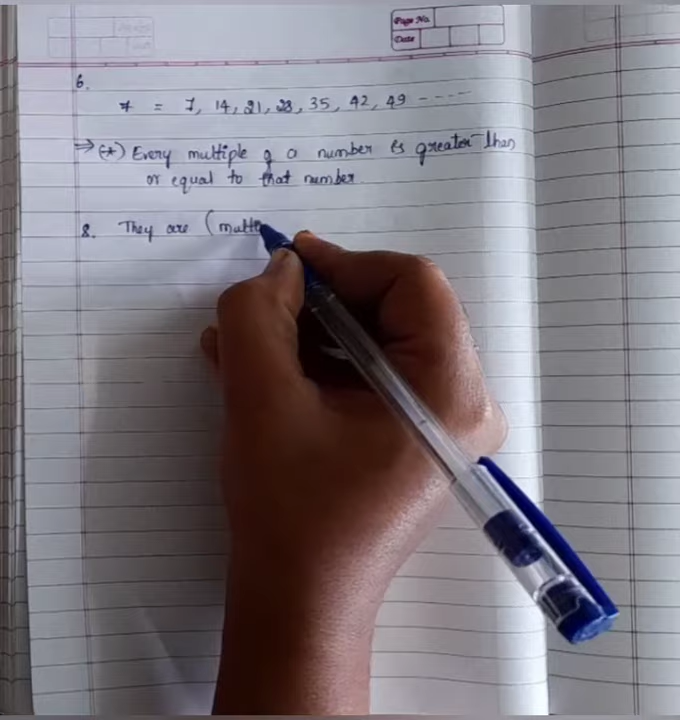 Page No.
Date
6.
7 = 7, 14, 21, 28, 35, 42, 49 -----
⇒ (*) Every multiple of a number is greater than
or equal to that number
8. They are (mult